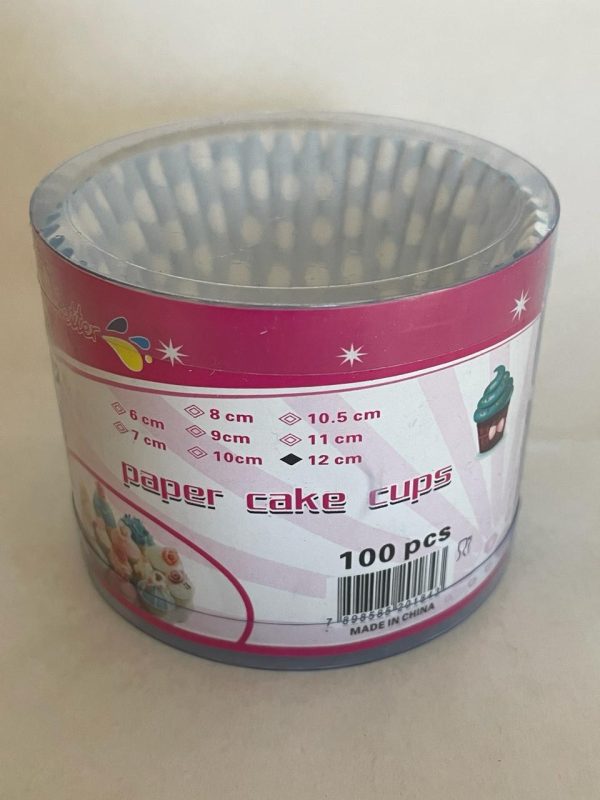 6 cm
7 cm
8 cm
9cm
10cm
10.5 cm
11 cm
12 cm
paper cake cups
100 pcs
MADE IN CHINA